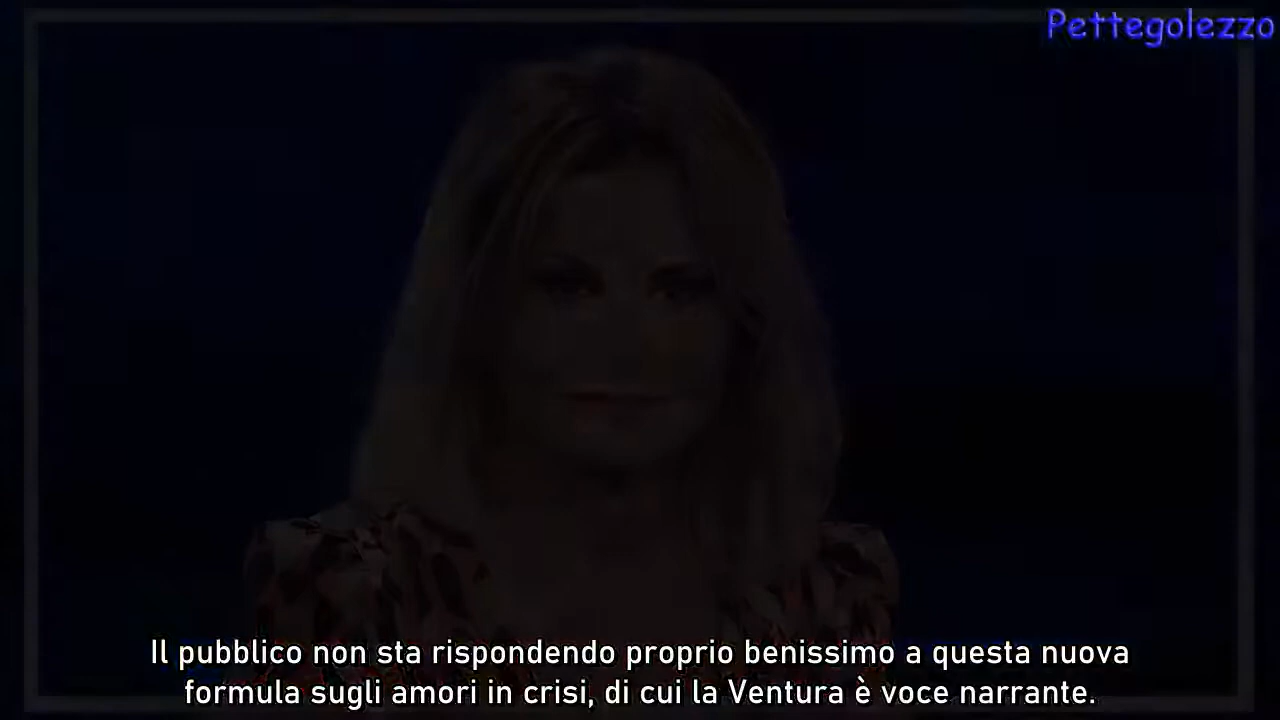 Pettegolezzo
Il pubblico non sta rispondendo proprio benissimo a questa nuova
formula sugli amori in crisi, di cui la Ventura è voce narrante.